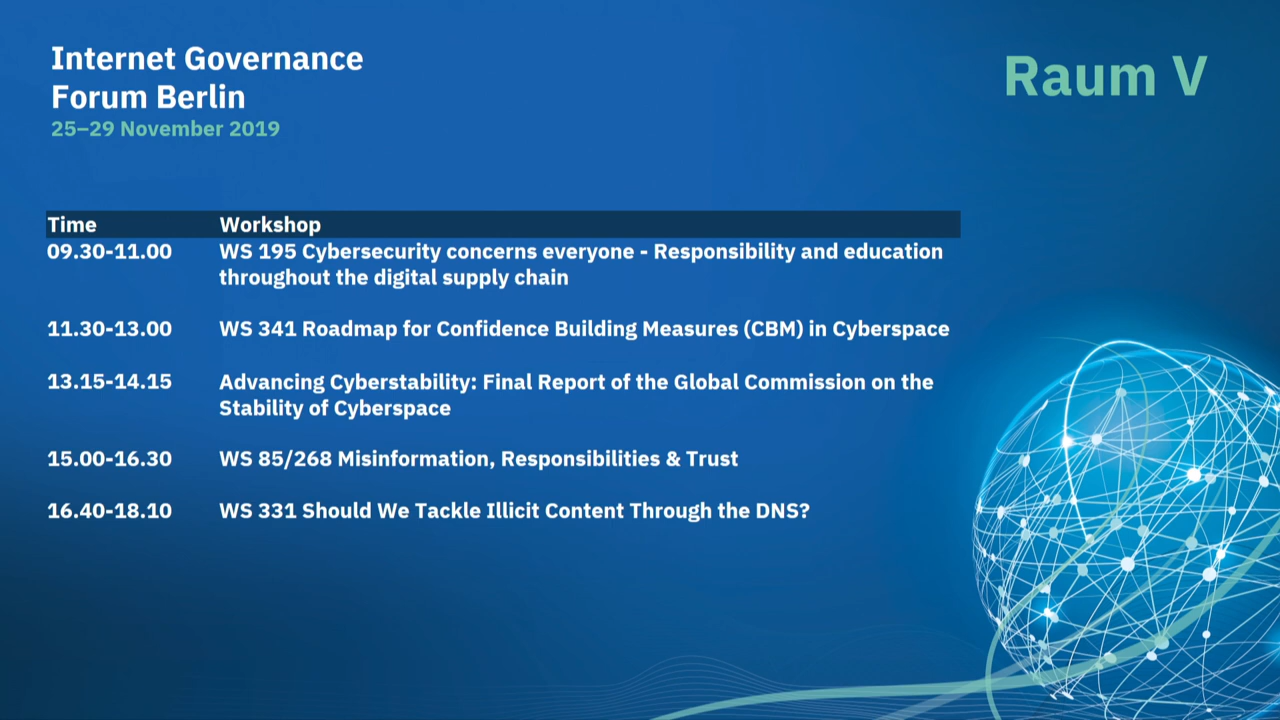 Internet Governance
Forum Berlin
25–29 November 2019
Raum V
Time Workshop
09.30-11.00 WS 195 Cybersecurity concerns everyone - Responsibility and education
throughout the digital supply chain
11.30-13.00 WS 341 Roadmap for Confidence Building Measures (CBM) in Cyberspace
13.15-14.15 Advancing Cyberstability: Final Report of the Global Commission on the
Stability of Cyberspace
15.00-16.30 WS 85/268 Misinformation, Responsibilities & Trust
16.40-18.10 WS 331 Should We Tackle Illicit Content Through the DNS?